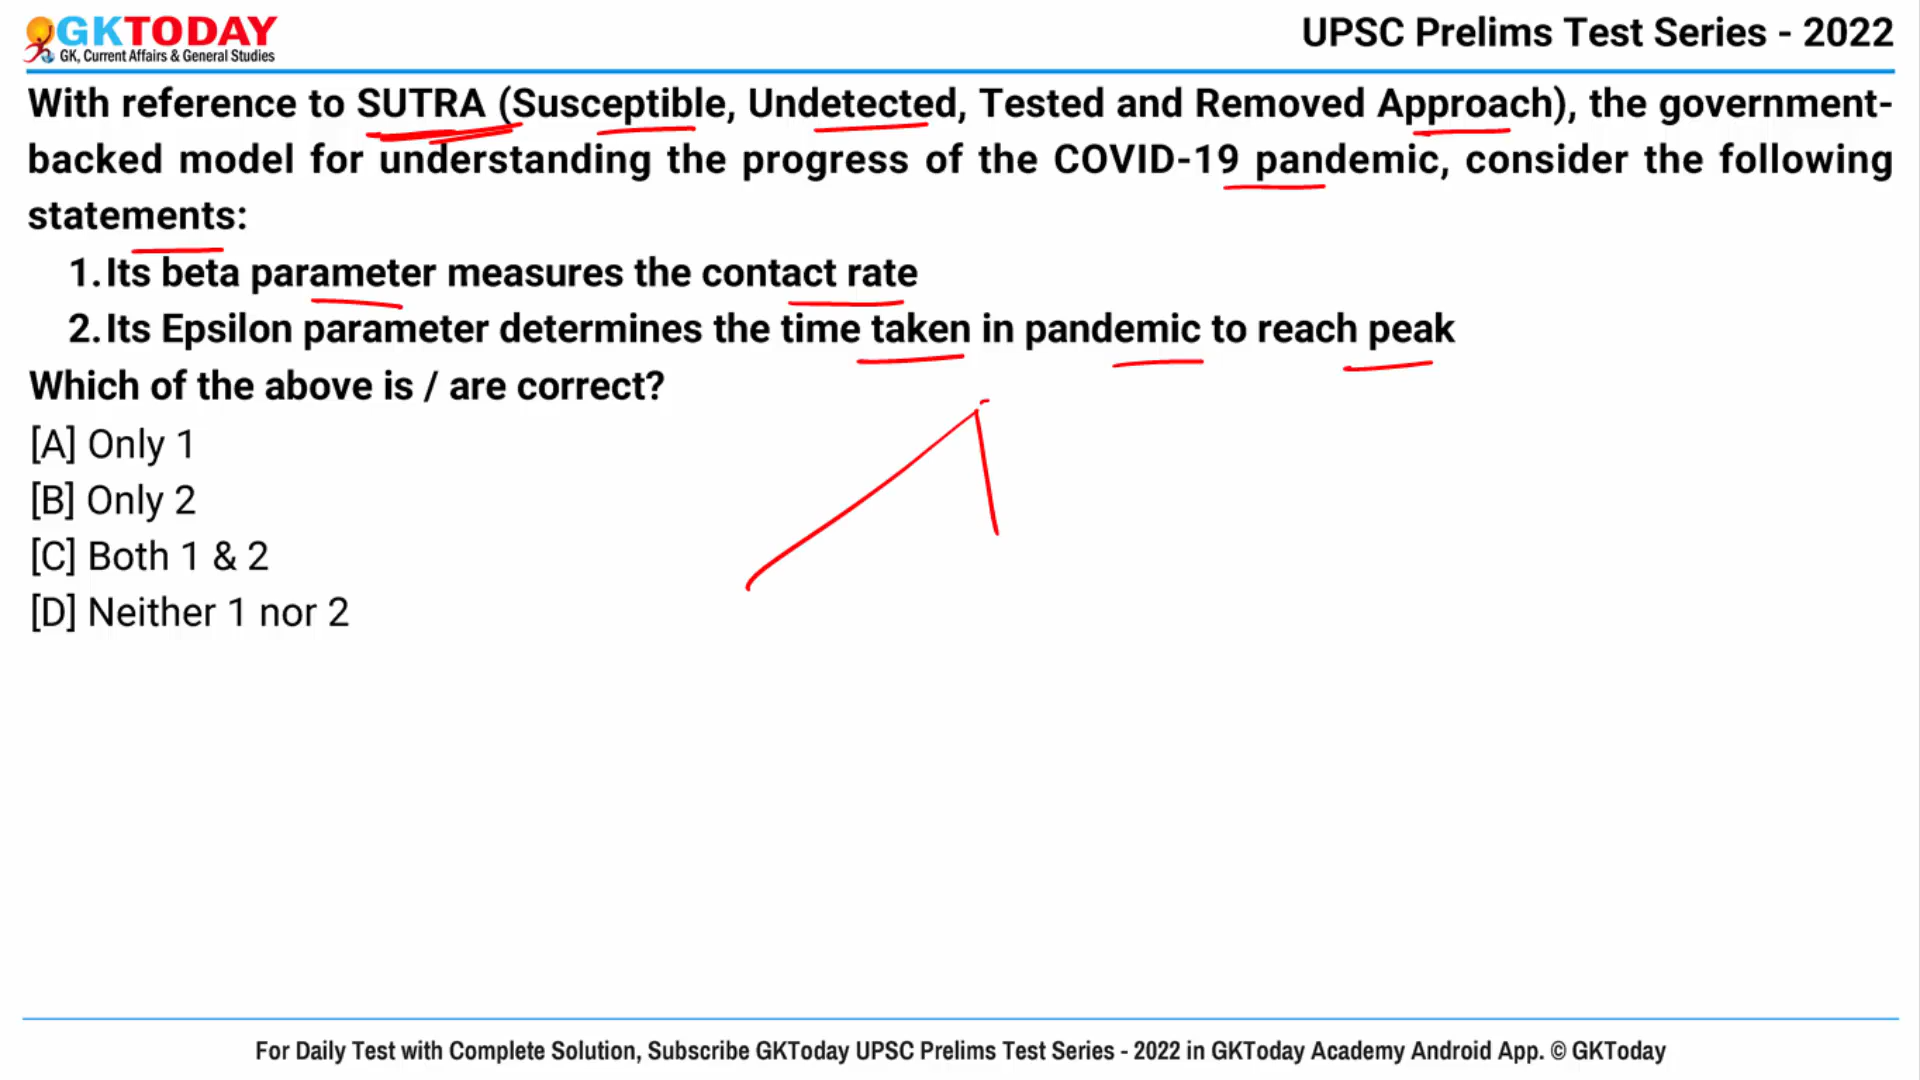 GKTODAY
GK, Current Affairs & General Studies
UPSC Prelims Test Series - 2022
With reference to SUTRA (Susceptible, Undetected, Tested and Removed Approach), the government-
backed model for understanding the progress of the COVID-19 pandemic, consider the following
statements:
1. Its beta parameter measures the contact rate
2. Its Epsilon parameter determines the time taken in pandemic to reach peak
Which of the above is / are correct?
[A] Only 1
[B] Only 2
[C] Both 1 & 2
[D] Neither 1 nor 2
For Daily Test with Complete Solution, Subscribe GKToday UPSC Prelims Test Series - 2022 in GKToday Academy Android App. © GKToday